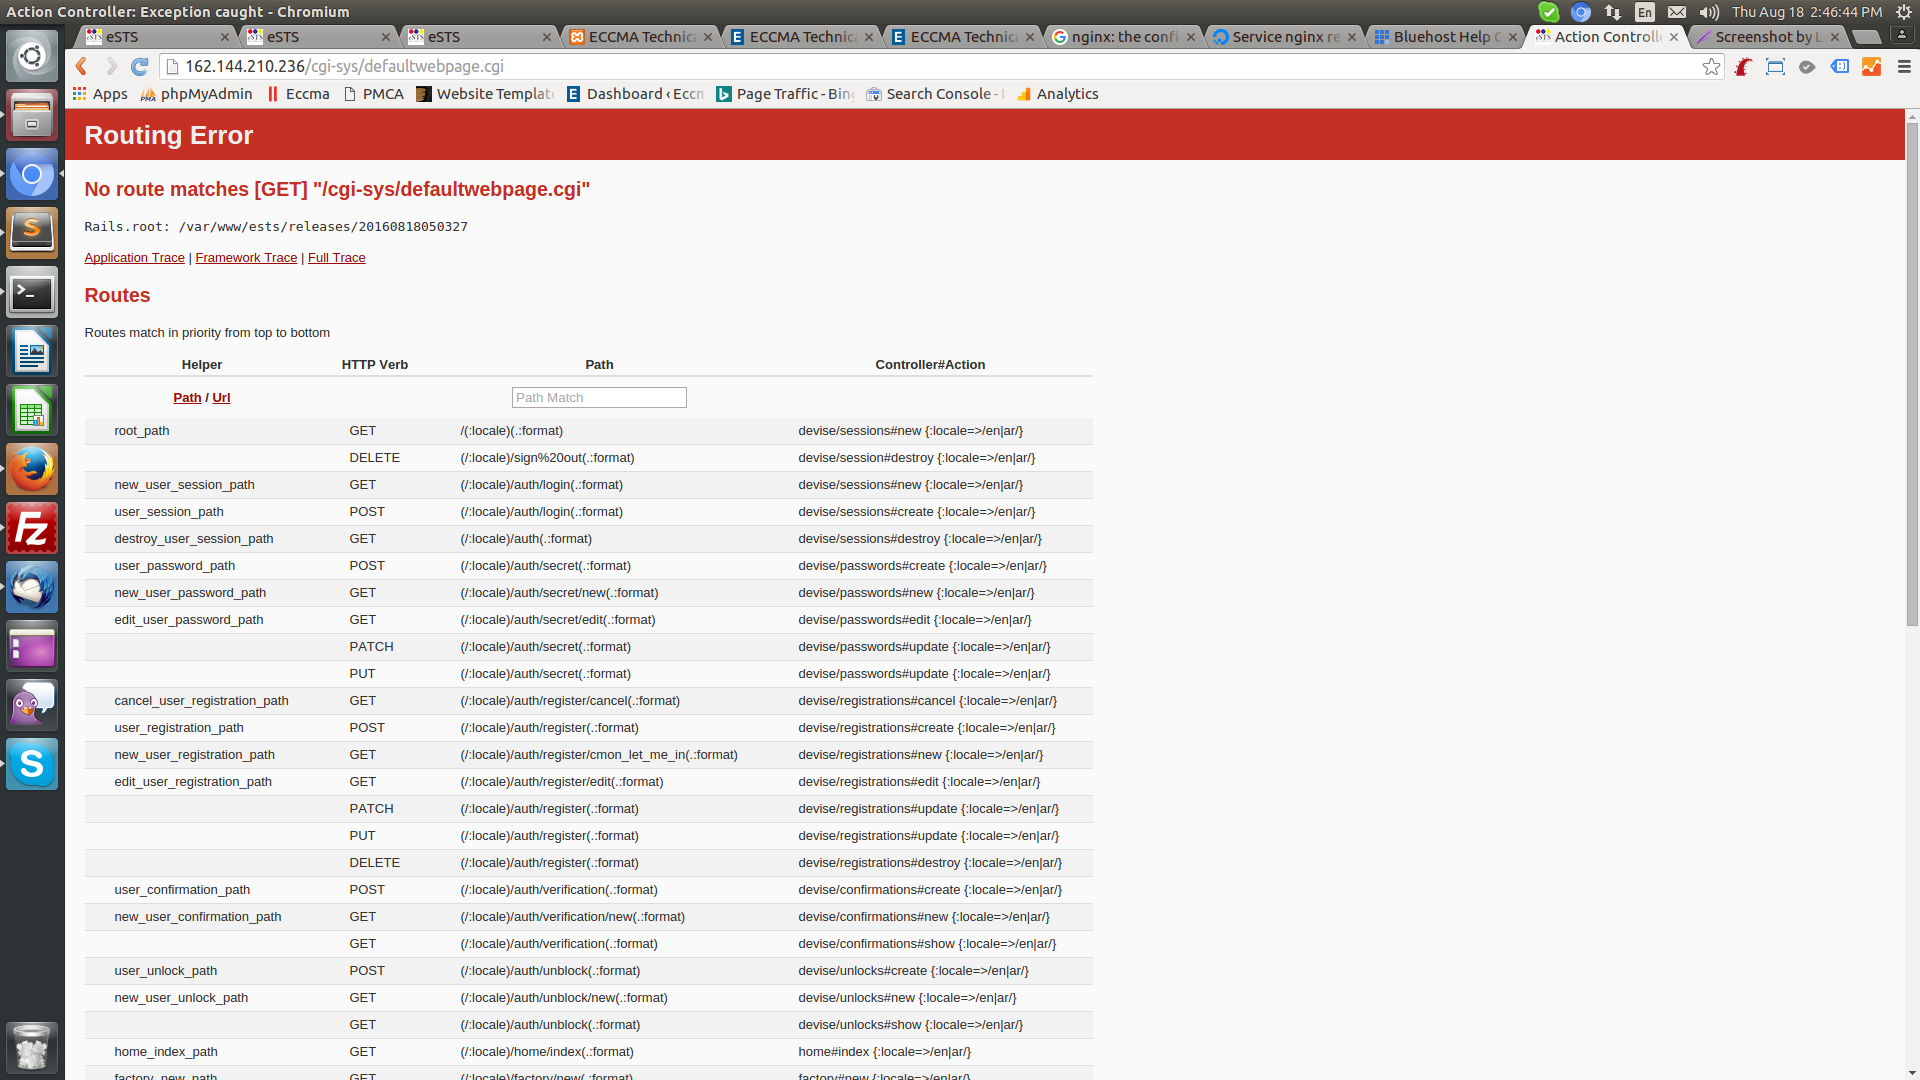 Action Controller: Exception caught - Chromium
En
Thu Aug 18 2:46:44 PM
eSTS
eSTS
eSTS
ECCMA Technica
ECCMA Technica
ECCMA Technic
nginx: the confi
Service nginx re
Bluehost Help C
Action Controll
Screenshot by L
162.144.210.236/cgi-sys/defaultwebpage.cgi
Apps
phpMyAdmin
Eccma
PMCA
Website Templat
Dashboard ‹ Eccm
Page Traffic - Bing
Search Console -
Analytics
Routing Error
No route matches [GET] "/cgi-sys/defaultwebpage.cgi"
Rails.root: /var/www/ests/releases/20160818050327
Application Trace | Framework Trace | Full Trace
Routes
Routes match in priority from top to bottom
Helper HTTP Verb Path Controller#Action
Path / Url Path Match
root_path GET /(:locale)(.:format) devise/sessions#new {:locale=>/en|ar/}
DELETE (/:locale)/sign%20out(.:format) devise/session#destroy {:locale=>/en|ar/}
new_user_session_path GET (/:locale)/auth/login(.:format) devise/sessions#new {:locale=>/en|ar/}
user_session_path POST (/:locale)/auth/login(.:format) devise/sessions#create {:locale=>/en|ar/}
destroy_user_session_path GET (/:locale)/auth(.:format) devise/sessions#destroy {:locale=>/en|ar/}
user_password_path POST (/:locale)/auth/secret(.:format) devise/passwords#create {:locale=>/en|ar/}
new_user_password_path GET (/:locale)/auth/secret/new(.:format) devise/passwords#new {:locale=>/en|ar/}
edit_user_password_path GET (/:locale)/auth/secret/edit(.:format) devise/passwords#edit {:locale=>/en|ar/}
PATCH (/:locale)/auth/secret(.:format) devise/passwords#update {:locale=>/en|ar/}
PUT (/:locale)/auth/secret(.:format) devise/passwords#update {:locale=>/en|ar/}
cancel_user_registration_path GET (/:locale)/auth/register/cancel(.:format) devise/registrations#cancel {:locale=>/en|ar/}
user_registration_path POST (/:locale)/auth/register(.:format) devise/registrations#create {:locale=>/en|ar/}
new_user_registration_path GET (/:locale)/auth/register/cmon_let_me_in(.:format) devise/registrations#new {:locale=>/en|ar/}
edit_user_registration_path GET (/:locale)/auth/register/edit(.:format) devise/registrations#edit {:locale=>/en|ar/}
PATCH (/:locale)/auth/register(.:format) devise/registrations#update {:locale=>/en|ar/}
PUT (/:locale)/auth/register(.:format) devise/registrations#update {:locale=>/en|ar/}
DELETE (/:locale)/auth/register(.:format) devise/registrations#destroy {:locale=>/en|ar/}
user_confirmation_path POST (/:locale)/auth/verification(.:format) devise/confirmations#create {:locale=>/en|ar/}
new_user_confirmation_path GET (/:locale)/auth/verification/new(.:format) devise/confirmations#new {:locale=>/en|ar/}
GET (/:locale)/auth/verification(.:format) devise/confirmations#show {:locale=>/en|ar/}
user_unlock_path POST (/:locale)/auth/unblock(.:format) devise/unlocks#create {:locale=>/en|ar/}
new_user_unlock_path GET (/:locale)/auth/unblock/new(.:format) devise/unlocks#new {:locale=>/en|ar/}
GET (/:locale)/auth/unblock(.:format) devise/unlocks#show {:locale=>/en|ar/}
home_index_path GET (/:locale)/home/index(.:format) home#index {:locale=>/en|ar/}
factory_new_path GET (/:locale)/factory/new(.:format) factory#new {:locale=>/en|ar/}